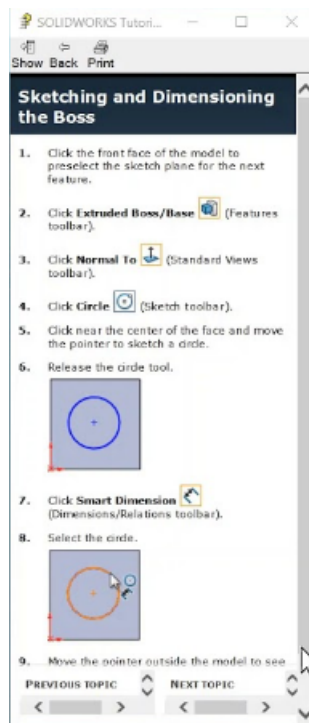 SOLIDWORKS Tutori...
Show Back Print
Sketching and Dimensioning
the Boss
1. Click the front face of the model to
preselect the sketch plane for the next
feature.
2. Click Extruded Boss/Base (Features
toolbar).
3. Click Normal To (Standard Views
toolbar).
4. Click Circle (Sketch toolbar).
5. Click near the center of the face and move
the pointer to sketch a circle.
6. Release the circle tool.
7. Click Smart Dimension
(Dimensions/Relations toolbar).
8. Select the circle.
9. Move the pointer outside the model to see
PREVIOUS TOPIC NEXT TOPIC